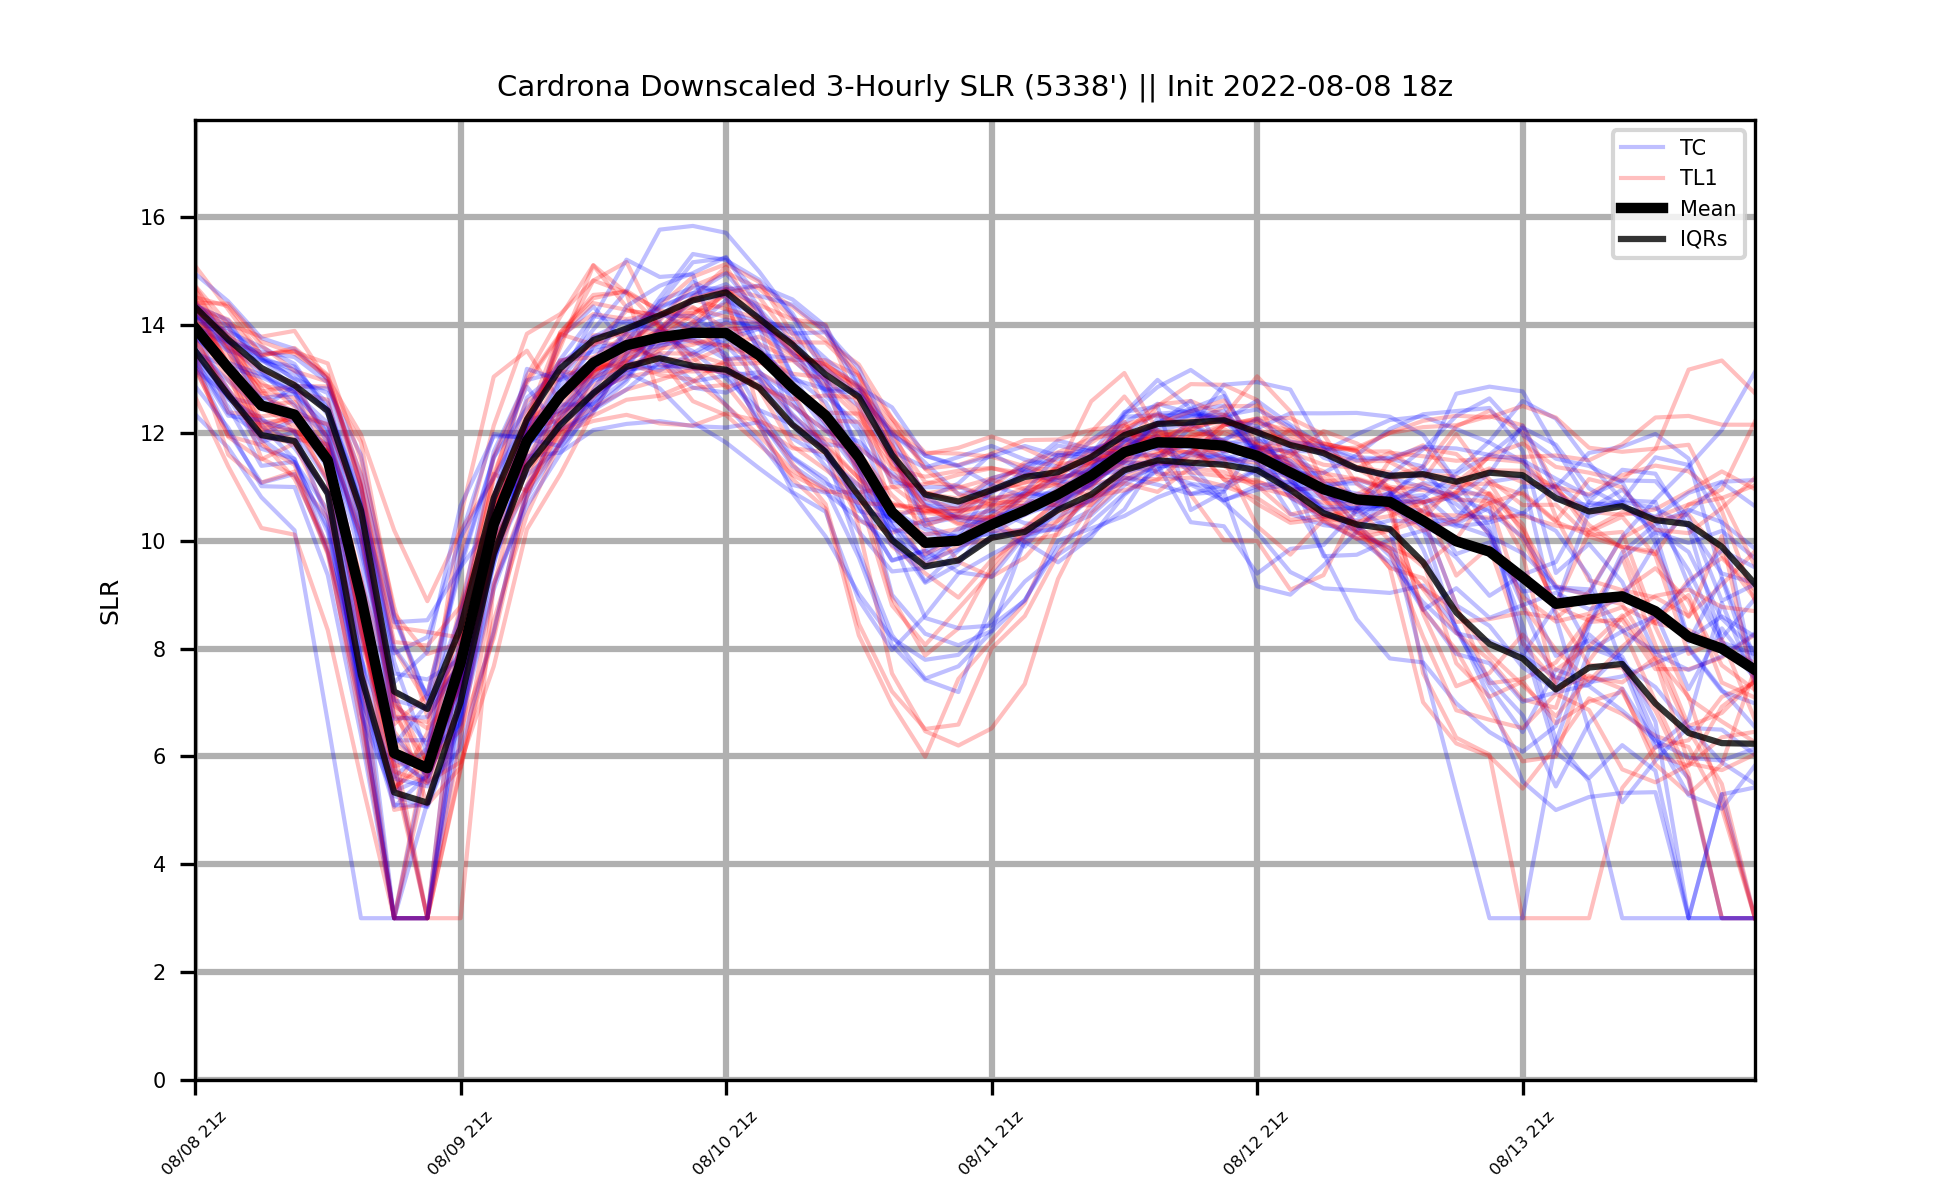 Cardrona Downscaled 3-Hourly SLR (5338') || Init 2022-08-08 18z
TC
TL1
Mean
IQRs
16
14
12
10
8
6
4
2
0
SLR
08/08 21z
08/09 21z
08/10 21z
08/11 21z
08/12 21z
08/13 21z